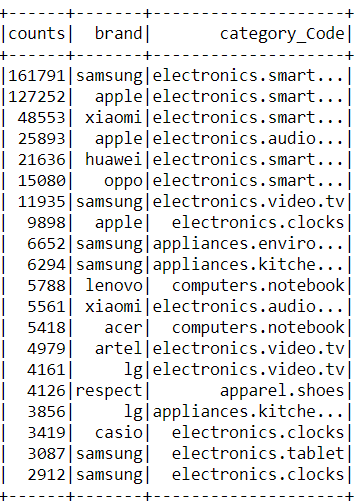 +------+-------+--------------------+
|counts|  brand|       category_Code|
+------+-------+--------------------+
|161791|samsung|electronics.smart...|
|127252|  apple|electronics.smart...|
| 48553| xiaomi|electronics.smart...|
| 25893|  apple|electronics.audio...|
| 21636| huawei|electronics.smart...|
| 15080|   oppo|electronics.smart...|
| 11935|samsung|electronics.video.tv|
|  9898|  apple|  electronics.clocks|
|  6652|samsung|appliances.enviro...|
|  6294|samsung|appliances.kitche...|
|  5788| lenovo|  computers.notebook|
|  5561| xiaomi|electronics.audio...|
|  5418|   acer|  computers.notebook|
|  4979|  artel|electronics.video.tv|
|  4161|     lg|electronics.video.tv|
|  4126|respect|       apparel.shoes|
|  3856|     lg|appliances.kitche...|
|  3419|  casio|  electronics.clocks|
|  3087|samsung|  electronics.tablet|
|  2912|samsung|  electronics.clocks|
+------+-------+--------------------+